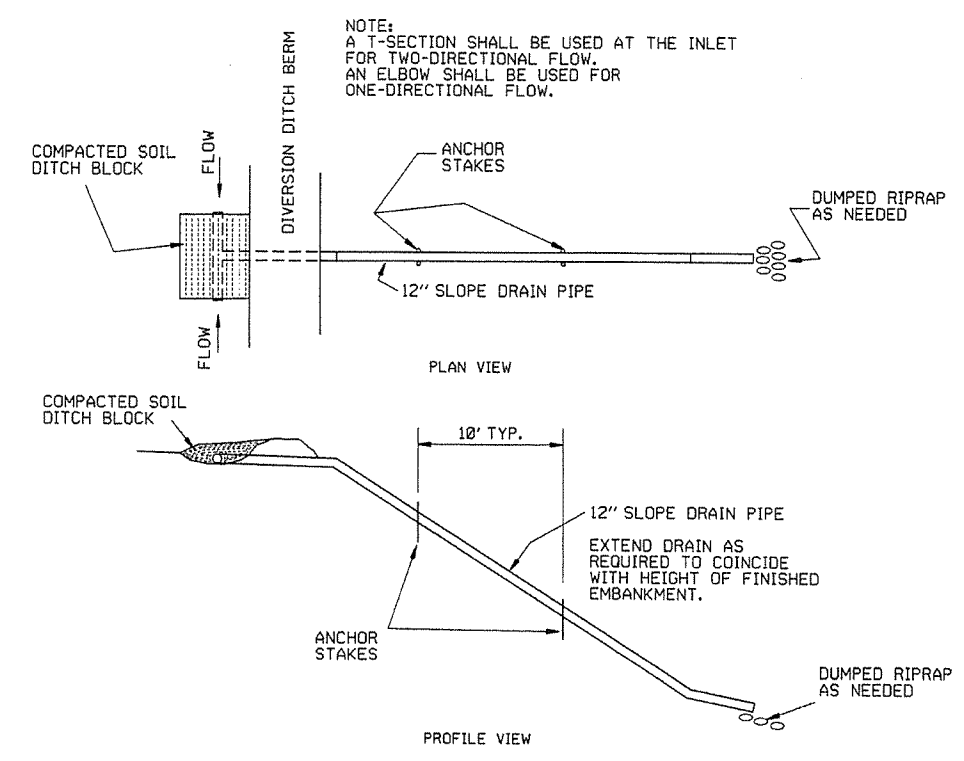 NOTE:
A T-SECTION SHALL BE USED AT THE INLET
FOR TWO-DIRECTIONAL FLOW.
AN ELBOW SHALL BE USED FOR
ONE-DIRECTIONAL FLOW.
DIVERSION DITCH BERM
COMPACTED SOIL
DITCH BLOCK
FLOW
ANCHOR
STAKES
DUMPED RIPRAP
AS NEEDED
12" SLOPE DRAIN PIPE
FLOW
PLAN VIEW
COMPACTED SOIL
DITCH BLOCK
10' TYP.
12" SLOPE DRAIN PIPE
EXTEND DRAIN AS
REQUIRED TO COINCIDE
WITH HEIGHT OF FINISHED
EMBANKMENT.
ANCHOR
STAKES
DUMPED RIPRAP
AS NEEDED
PROFILE VIEW